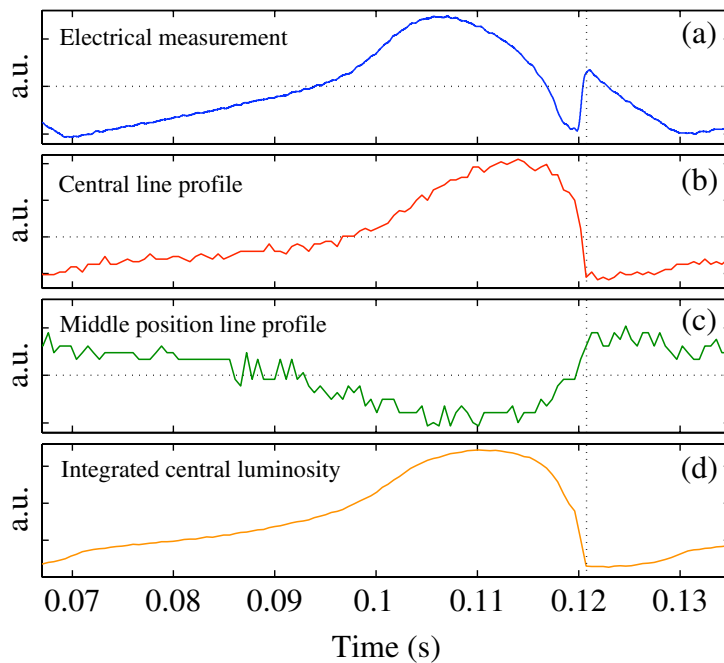 Electrical measurement
(a)
a.u.
Central line profile
(b)
a.u.
Middle position line profile
(c)
a.u.
Integrated central luminosity
(d)
a.u.
0.07 0.08 0.09 0.1 0.11 0.12 0.13
Time (s)